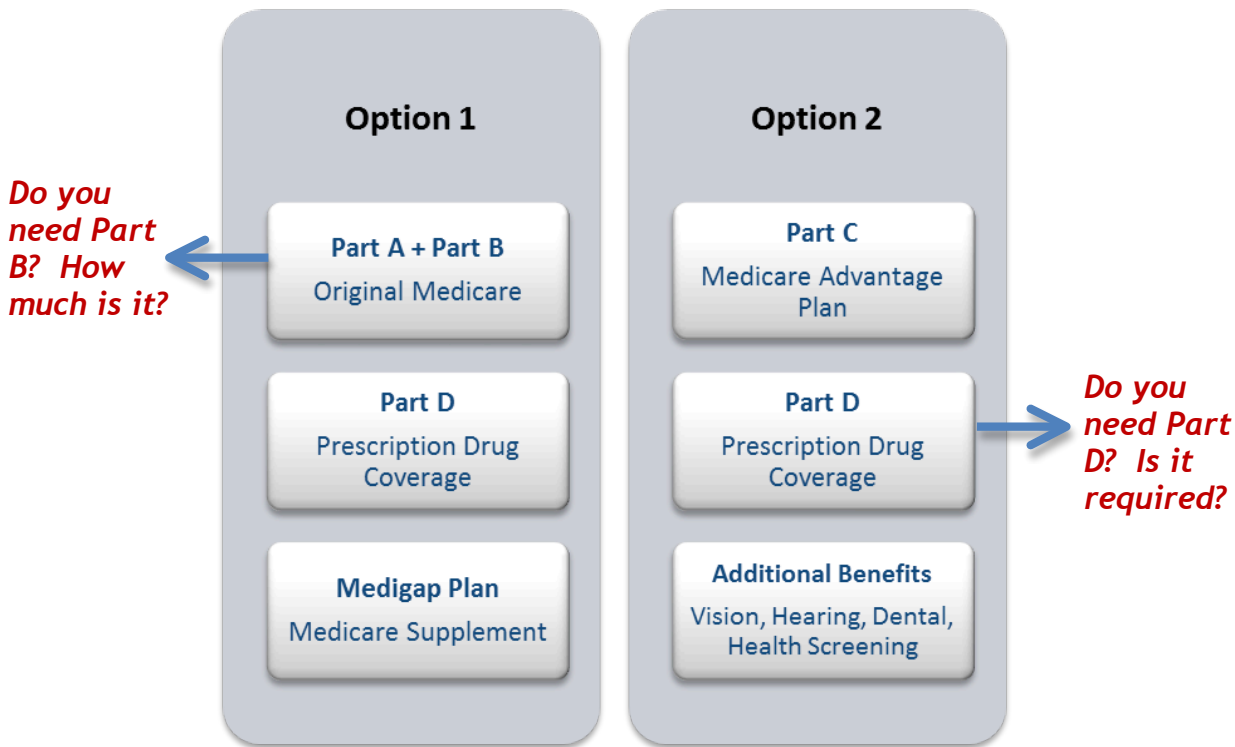 Option 1
Do you
need Part
B?  How
much is it?
Part A + Part B
Original Medicare
Part D
Prescription Drug
Coverage
Medigap Plan
Medicare Supplement
Option 2
Part C
Medicare Advantage
Plan
Part D
Prescription Drug
Coverage
Do you
need Part
D?  Is it
required?
Additional Benefits
Vision, Hearing, Dental,
Health Screening